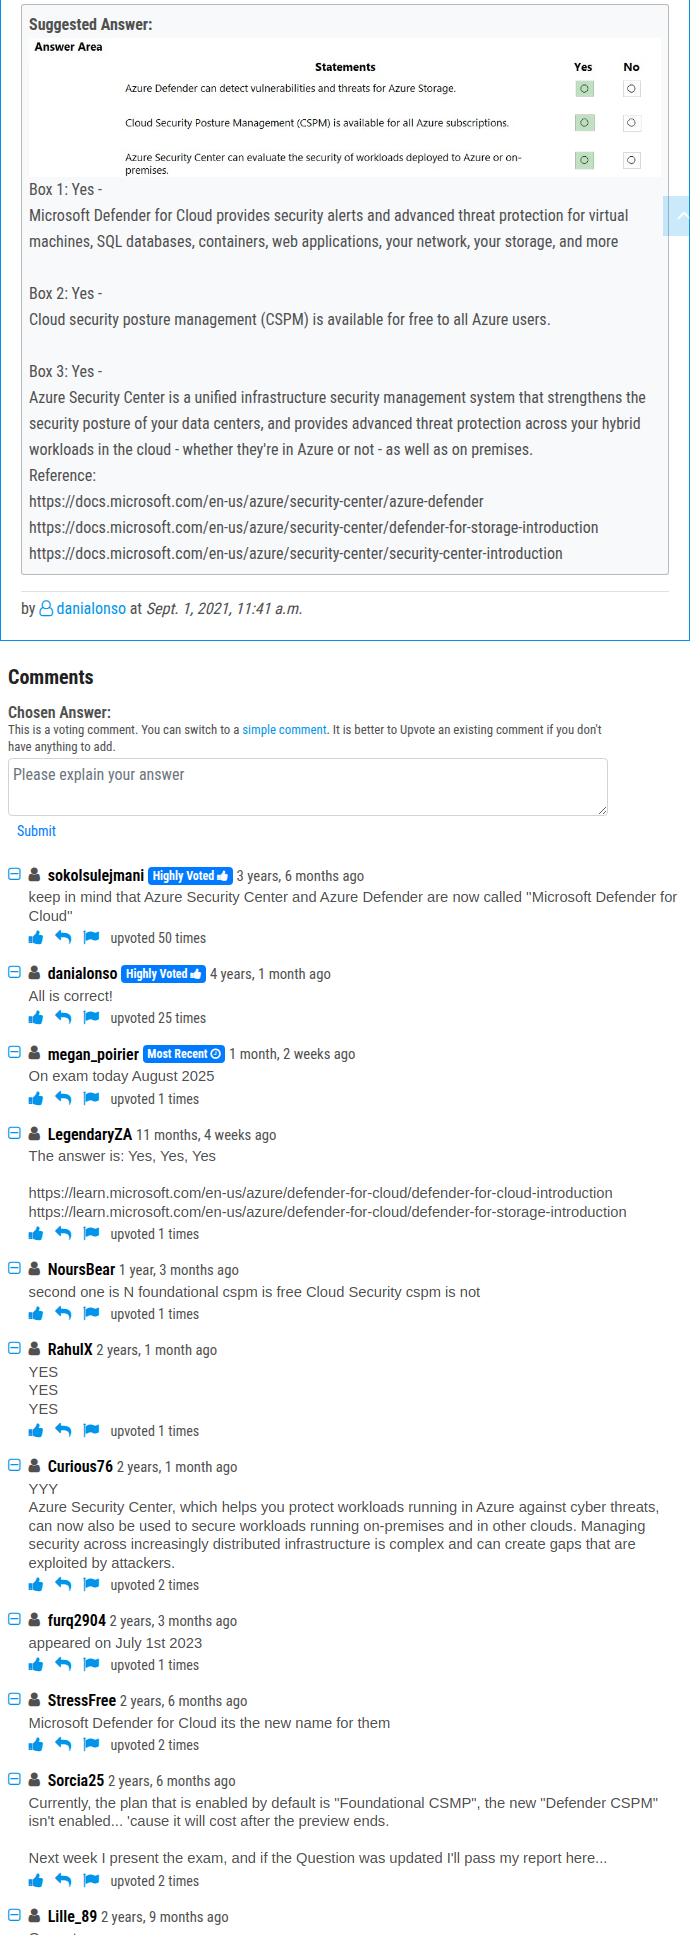 Suggested Answer:
Answer Area
Statements Yes No
Azure Defender can detect vulnerabilities and threats for Azure Storage.
Cloud Security Posture Management (CSPM) is available for all Azure subscriptions.
Azure Security Center can evaluate the security of workloads deployed to Azure or on-
premises.
Box 1: Yes -
Microsoft Defender for Cloud provides security alerts and advanced threat protection for virtual
machines, SQL databases, containers, web applications, your network, your storage, and more
Box 2: Yes -
Cloud security posture management (CSPM) is available for free to all Azure users.
Box 3: Yes -
Azure Security Center is a unified infrastructure security management system that strengthens the
security posture of your data centers, and provides advanced threat protection across your hybrid
workloads in the cloud - whether they're in Azure or not - as well as on premises.
Reference:
https://docs.microsoft.com/en-us/azure/security-center/azure-defender
https://docs.microsoft.com/en-us/azure/security-center/defender-for-storage-introduction
https://docs.microsoft.com/en-us/azure/security-center/security-center-introduction
by danialonso at Sept. 1, 2021, 11:41 a.m.
Comments
Chosen Answer:
This is a voting comment. You can switch to a simple comment. It is better to Upvote an existing comment if you don't
have anything to add.
Please explain your answer
Submit
sokolsulejmani Highly Voted 3 years, 6 months ago
keep in mind that Azure Security Center and Azure Defender are now called "Microsoft Defender for
Cloud"
upvoted 50 times
danialonso Highly Voted 4 years, 1 month ago
All is correct!
upvoted 25 times
megan_poirier Most Recent 1 month, 2 weeks ago
On exam today August 2025
upvoted 1 times
LegendaryZA 11 months, 4 weeks ago
The answer is: Yes, Yes, Yes
https://learn.microsoft.com/en-us/azure/defender-for-cloud/defender-for-cloud-introduction
https://learn.microsoft.com/en-us/azure/defender-for-cloud/defender-for-storage-introduction
upvoted 1 times
NoursBear 1 year, 3 months ago
second one is N foundational cspm is free Cloud Security cspm is not
upvoted 1 times
RahulX 2 years, 1 month ago
YES
YES
YES
upvoted 1 times
Curious76 2 years, 1 month ago
YYY
Azure Security Center, which helps you protect workloads running in Azure against cyber threats,
can now also be used to secure workloads running on-premises and in other clouds. Managing
security across increasingly distributed infrastructure is complex and can create gaps that are
exploited by attackers.
upvoted 2 times
furq2904 2 years, 3 months ago
appeared on July 1st 2023
upvoted 1 times
StressFree 2 years, 6 months ago
Microsoft Defender for Cloud its the new name for them
upvoted 2 times
Sorcia25 2 years, 6 months ago
Currently, the plan that is enabled by default is "Foundational CSMP", the new "Defender CSPM"
isn't enabled... 'cause it will cost after the preview ends.
Next week I present the exam, and if the Question was updated I'll pass my report here...
upvoted 2 times
Lille_89 2 years, 9 months ago